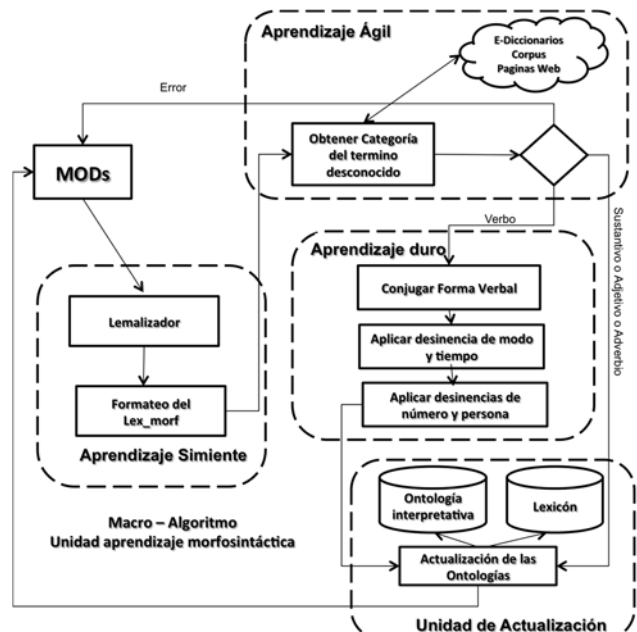 Aprendizaje Ágil
E-Diccionarios
Corpus
Paginas Web
Error
Obtener Categoría
del termino
desconocido
MODs
Verbo
Sustantivo o Adjetivo o Adverbio
Aprendizaje duro
Conjugar Forma Verbal
Aplicar desinencia de modo
y tiempo
Aplicar desinencias de
número y persona
Lemalizador
Formateo del
Lex_morf
Aprendizaje Simiente
Macro – Algoritmo
Unidad aprendizaje morfosintáctica
Ontología
interpretativa
Lexicón
Actualización de las
Ontologías
Unidad de Actualización